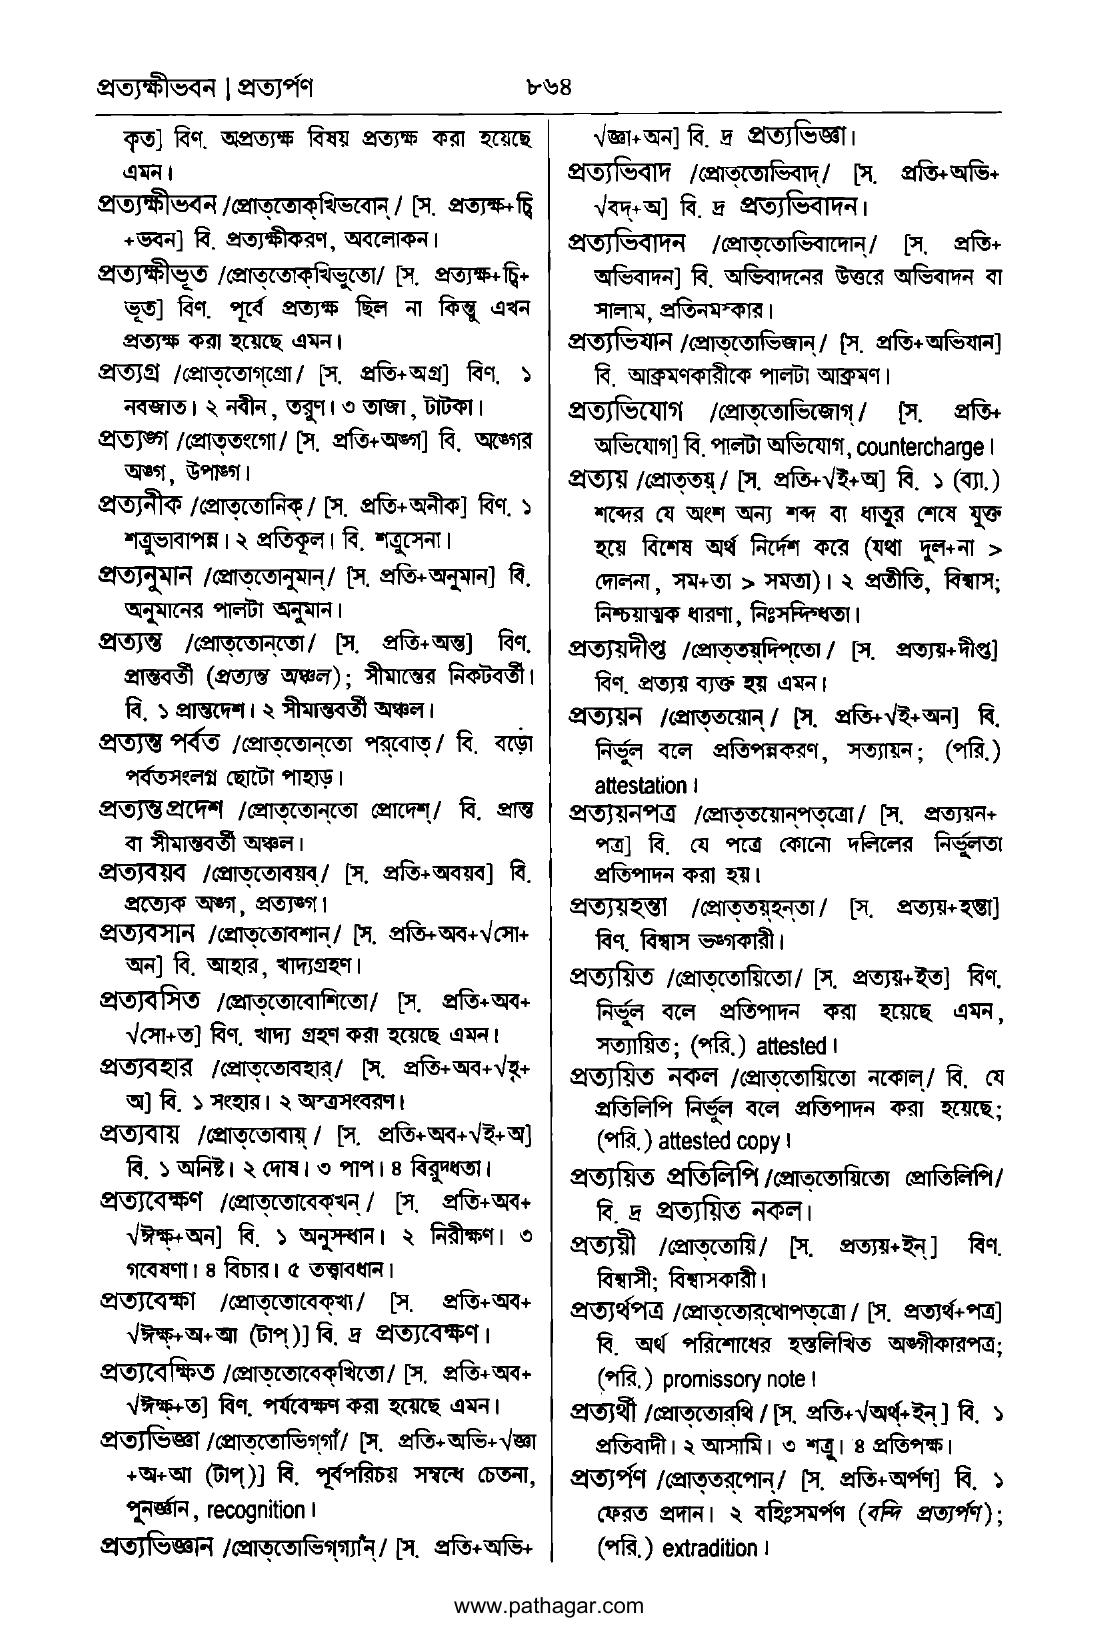 প্রত্যক্ষীভবন | প্রত্যর্পণ
৮৬৪
কৃত] বিণ. অপ্রত্যক্ষ বিষয় প্রত্যক্ষ করা হয়েছে
এমন।
প্রত্যক্ষীভবন /প্রোত্‌তোক্‌খিভবোন্‌/ [স. প্রত্যক্ষ+চ্বি
+ভবন] বি. প্রত্যক্ষীকরণ, অবলোকন।
প্রত্যক্ষীভূত /প্রোত্‌তোক্‌খিভুতো/ [স. প্রত্যক্ষ+চ্বি+
ভূত] বিণ. পূর্বে প্রত্যক্ষ ছিল না কিন্তু এখন
প্রত্যক্ষ করা হয়েছে এমন।
প্রত্যগ্র /প্রোত্‌তোগ্‌গ্রো/ [স. প্রতি+অগ্র] বিণ. ১
নবজাত। ২ নবীন, তরুণ। ৩ তাজা, টাটকা।
প্রত্যঙ্গ /প্রোত্‌তংগো/ [স. প্রতি+অঙ্গ] বি. অঙ্গের
অঙ্গ, উপাঙ্গ।
প্রত্যনীক /প্রোত্‌তোনিক্‌/ [স. প্রতি+অনীক] বিণ. ১
শত্রুভাবাপন্ন। ২ প্রতিকূল। বি. শত্রুসেনা।
প্রত্যনুমান /প্রোত্‌তোনুমান্‌/ [স. প্রতি+অনুমান] বি.
অনুমানের পালটা অনুমান।
প্রত্যন্ত /প্রোত্‌তোন্‌তো/ [স. প্রতি+অন্ত] বিণ.
প্রান্তবর্তী (প্রত্যন্ত অঞ্চল); সীমান্তের নিকটবর্তী।
বি. ১ প্রান্তদেশ। ২ সীমান্তবর্তী অঞ্চল।
প্রত্যন্ত পর্বত /প্রোত্‌তোন্‌তো পর্‌বোত্‌/ বি. বড়ো
পর্বতসংলগ্ন ছোটো পাহাড়।
প্রত্যন্তপ্রদেশ /প্রোত্‌তোন্‌তো প্রোদেশ্‌/ বি. প্রান্ত
বা সীমান্তবর্তী অঞ্চল।
প্রত্যবয়ব /প্রোত্‌তোবয়ব্‌/ [স. প্রতি+অবয়ব] বি.
প্রত্যেক অঙ্গ, প্রত্যঙ্গ।
প্রত্যবসান /প্রোত্‌তোবশান্‌/ [স. প্রতি+অব+√সো+
অন] বি. আহার, খাদ্যগ্রহণ।
প্রত্যবসিত /প্রোত্‌তোবোশিতো/ [স. প্রতি+অব+
√সো+ত] বিণ. খাদ্য গ্রহণ করা হয়েছে এমন।
প্রত্যবহার /প্রোত্‌তোবহার্‌/ [স. প্রতি+অব+√হৃ+
অ] বি. ১ সংহার। ২ অস্ত্রসংবরণ।
প্রত্যবায় /প্রোত্‌তোবায়্‌/ [স. প্রতি+অব+√ই+অ]
বি. ১ অনিষ্ট। ২ দোষ। ৩ পাপ। ৪ বিরুদ্ধতা।
প্রত্যবেক্ষণ /প্রোত্‌তোবেক্‌খন্‌/ [স. প্রতি+অব+
√ঈক্ষ্‌+অন] বি. ১ অনুসন্ধান। ২ নিরীক্ষণ। ৩
গবেষণা। ৪ বিচার। ৫ তত্ত্বাবধান।
প্রত্যবেক্ষা /প্রোত্‌তোবেক্‌খা/ [স. প্রতি+অব+
√ঈক্ষ্‌+অ+আ (টাপ্‌)] বি. দ্র প্রত্যবেক্ষণ।
প্রত্যবেক্ষিত /প্রোত্‌তোবেক্‌খিতো/ [স. প্রতি+অব+
√ঈক্ষ্‌+ত] বিণ. পর্যবেক্ষণ করা হয়েছে এমন।
প্রত্যভিজ্ঞা /প্রোত্‌তোভিগ্‌গাঁ/ [স. প্রতি+অভি+√জ্ঞা
+অ+আ (টাপ্‌)] বি. পূর্বপরিচয় সম্বন্ধে চেতনা,
পুনর্জ্ঞান, recognition।
প্রত্যভিজ্ঞান /প্রোত্‌তোভিগ্‌গ্যাঁন্‌/ [স. প্রতি+অভি+
√জ্ঞা+অন] বি. দ্র প্রত্যভিজ্ঞা।
প্রত্যভিবাদ /প্রোত্‌তোভিবাদ্‌/ [স. প্রতি+অভি+
√বদ্‌+অ] বি. দ্র প্রত্যভিবাদন।
প্রত্যভিবাদন /প্রোত্‌তোভিবাদোন্‌/ [স. প্রতি+
অভিবাদন] বি. অভিবাদনের উত্তরে অভিবাদন বা
সালাম, প্রতিনমস্কার।
প্রত্যভিযান /প্রোত্‌তোভিজান্‌/ [স. প্রতি+অভিযান]
বি. আক্রমণকারীকে পালটা আক্রমণ।
প্রত্যভিযোগ /প্রোত্‌তোভিজোগ্‌/ [স. প্রতি+
অভিযোগ] বি. পালটা অভিযোগ, countercharge।
প্রত্যয় /প্রোত্‌তয়্‌/ [স. প্রতি+√ই+অ] বি. ১ (ব্যা.)
শব্দের যে অংশ অন্য শব্দ বা ধাতুর শেষে যুক্ত
হয়ে বিশেষ অর্থ নির্দেশ করে (যথা দুল+না >
দোলনা, সম+তা > সমতা)। ২ প্রতীতি, বিশ্বাস;
নিশ্চয়াত্মক ধারণা, নিঃসন্দিগ্ধতা।
প্রত্যয়দীপ্ত /প্রোত্‌তয়্‌দিপ্‌তো/ [স. প্রত্যয়+দীপ্ত]
বিণ. প্রত্যয় ব্যক্ত হয় এমন।
প্রত্যয়ন /প্রোত্‌তয়োন্‌/ [স. প্রতি+√ই+অন] বি.
নির্ভুল বলে প্রতিপন্নকরণ, সত্যায়ন; (পরি.)
attestation।
প্রত্যয়নপত্র /প্রোত্‌তয়োন্‌পত্‌ত্রো/ [স. প্রত্যয়ন+
পত্র] বি. যে পত্রে কোনো দলিলের নির্ভুলতা
প্রতিপাদন করা হয়।
প্রত্যয়হন্তা /প্রোত্‌তয়্‌হন্‌তা/ [স. প্রত্যয়+হন্তা]
বিণ. বিশ্বাস ভঙ্গকারী।
প্রত্যয়িত /প্রোত্‌তোয়িতো/ [স. প্রত্যয়+ইত] বিণ.
নির্ভুল বলে প্রতিপাদন করা হয়েছে এমন,
সত্যায়িত; (পরি.) attested।
প্রত্যয়িত নকল /প্রোত্‌তোয়িতো নকোল্‌/ বি. যে
প্রতিলিপি নির্ভুল বলে প্রতিপাদন করা হয়েছে;
(পরি.) attested copy।
প্রত্যয়িত প্রতিলিপি /প্রোত্‌তোয়িতো প্রোতিলিপি/
বি. দ্র প্রত্যয়িত নকল।
প্রত্যয়ী /প্রোত্‌তোয়ি/ [স. প্রত্যয়+ইন্‌] বিণ.
বিশ্বাসী; বিশ্বাসকারী।
প্রত্যর্থপত্র /প্রোত্‌তোর্‌থোপত্‌ত্রো/ [স. প্রত্যর্থ+পত্র]
বি. অর্থ পরিশোধের হস্তলিখিত অঙ্গীকারপত্র;
(পরি.) promissory note।
প্রত্যর্থী /প্রোত্‌তোর্‌থি/ [স. প্রতি+√অর্থ্‌+ইন্‌] বি. ১
প্রতিবাদী। ২ আসামি। ৩ শত্রু। ৪ প্রতিপক্ষ।
প্রত্যর্পণ /প্রোত্‌তর্‌পোন্‌/ [স. প্রতি+অর্পণ] বি. ১
ফেরত প্রদান। ২ বহিঃসমর্পণ (বন্দি প্রত্যর্পণ);
(পরি.) extradition।
www.pathagar.com